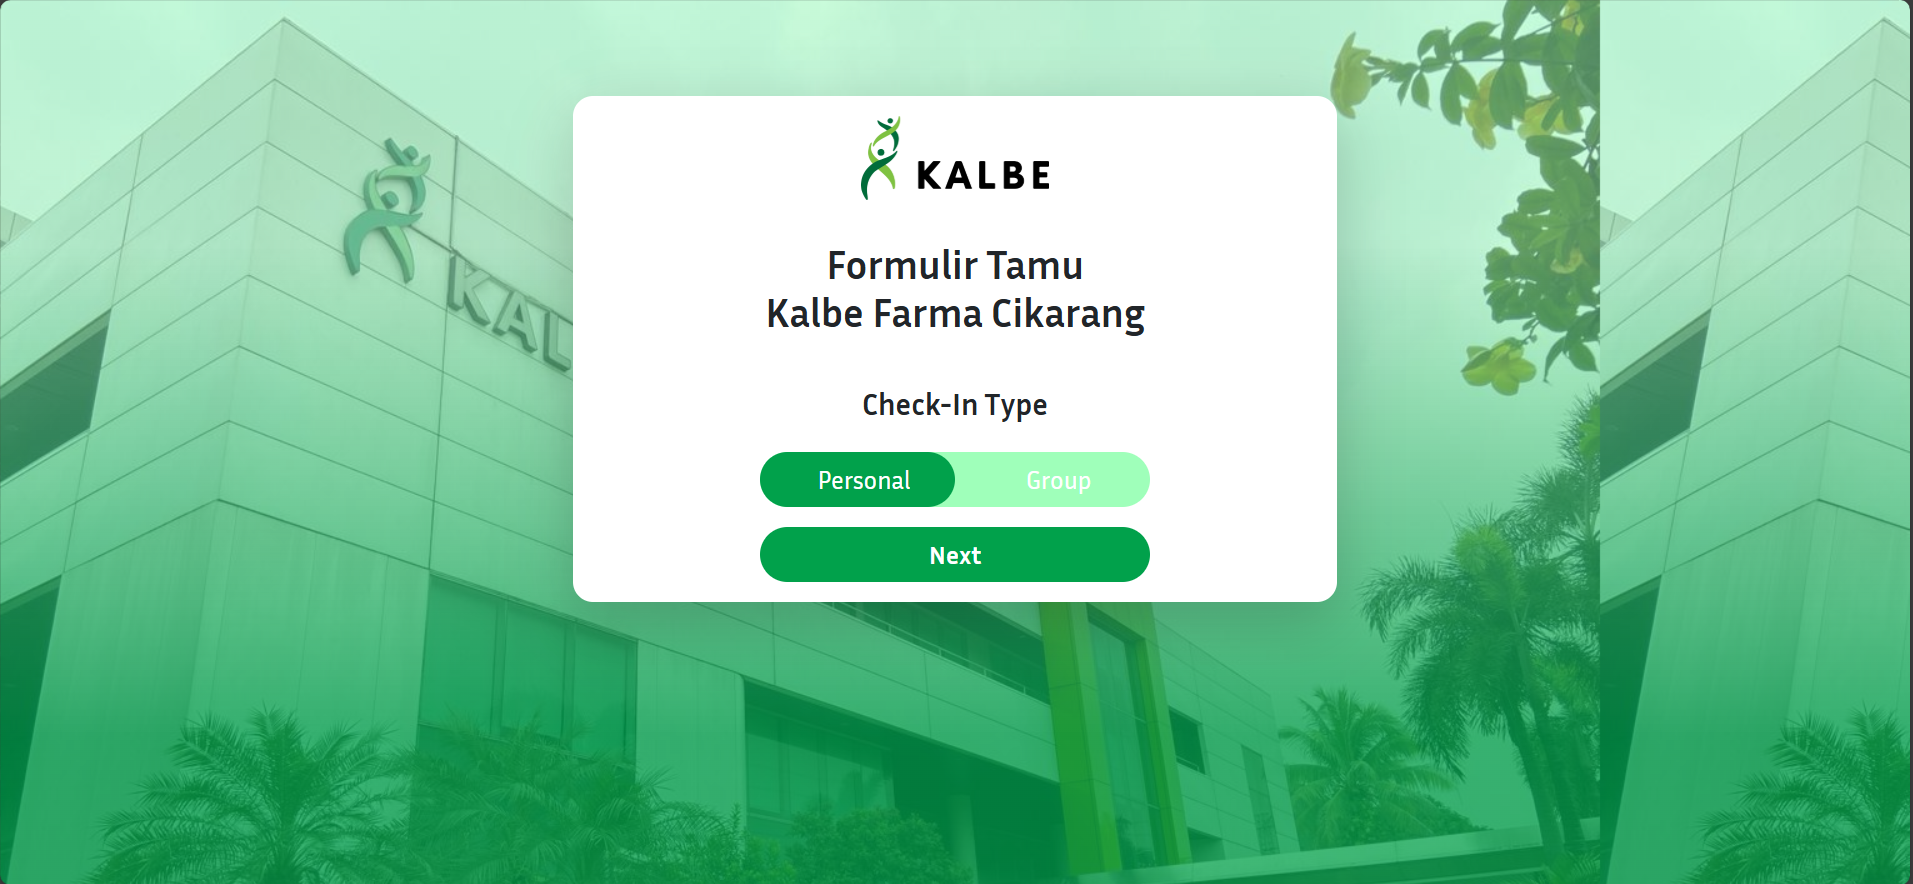 KAL
KALBE
Formulir Tamu
Kalbe Farma Cikarang
Check-In Type
Personal
Group
Next